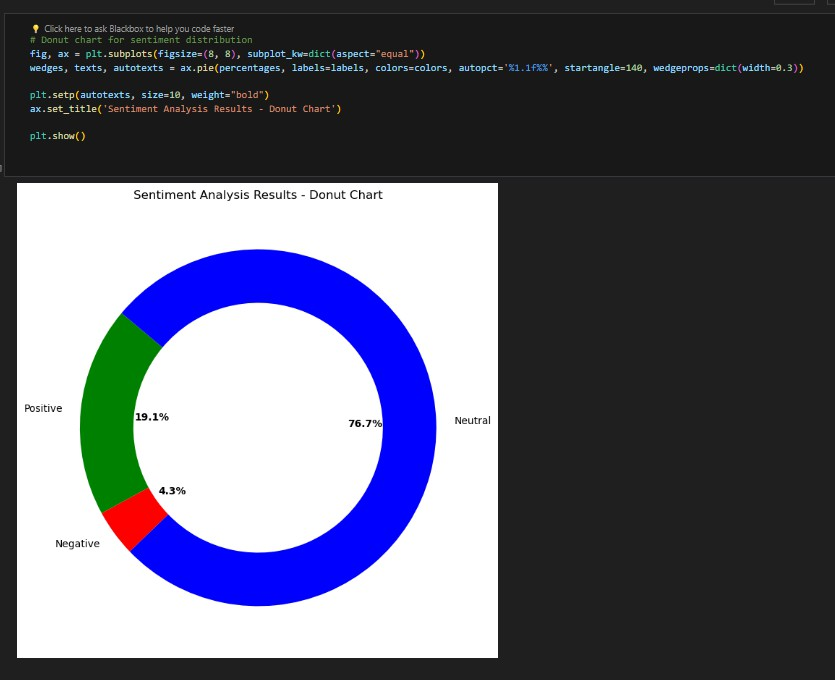 Click here to ask Blackbox to help you code faster
# Donut chart for sentiment distribution
fig, ax = plt.subplots(figsize=(8, 8), subplot_kw=dict(aspect="equal"))
wedges, texts, autotexts = ax.pie(percentages, labels=labels, colors=colors, autopct='%1.1f%%', startangle=140, wedgeprops=dict(width=0.3))
plt.setp(autotexts, size=10, weight="bold")
ax.set_title('Sentiment Analysis Results - Donut Chart')
plt.show()
Sentiment Analysis Results - Donut Chart
Positive
19.1%
76.7%
Neutral
4.3%
Negative